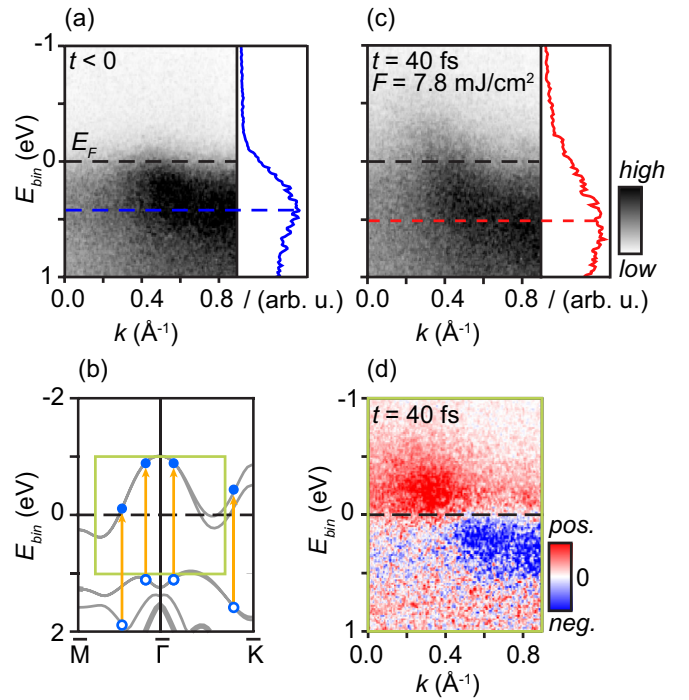 (a)
-1
t < 0
E_F
0
1
E_bin (eV)
0.0 0.4 0.8 I (arb. u.)
k (Å⁻¹)
(c)
t = 40 fs
F = 7.8 mJ/cm²
high
low
0.0 0.4 0.8 I (arb. u.)
k (Å⁻¹)
(b)
-2
0
2
E_bin (eV)
M̅ Γ̅ K̅
(d)
-1
t = 40 fs
0
1
E_bin (eV)
pos.
0
neg.
0.0 0.4 0.8
k (Å⁻¹)